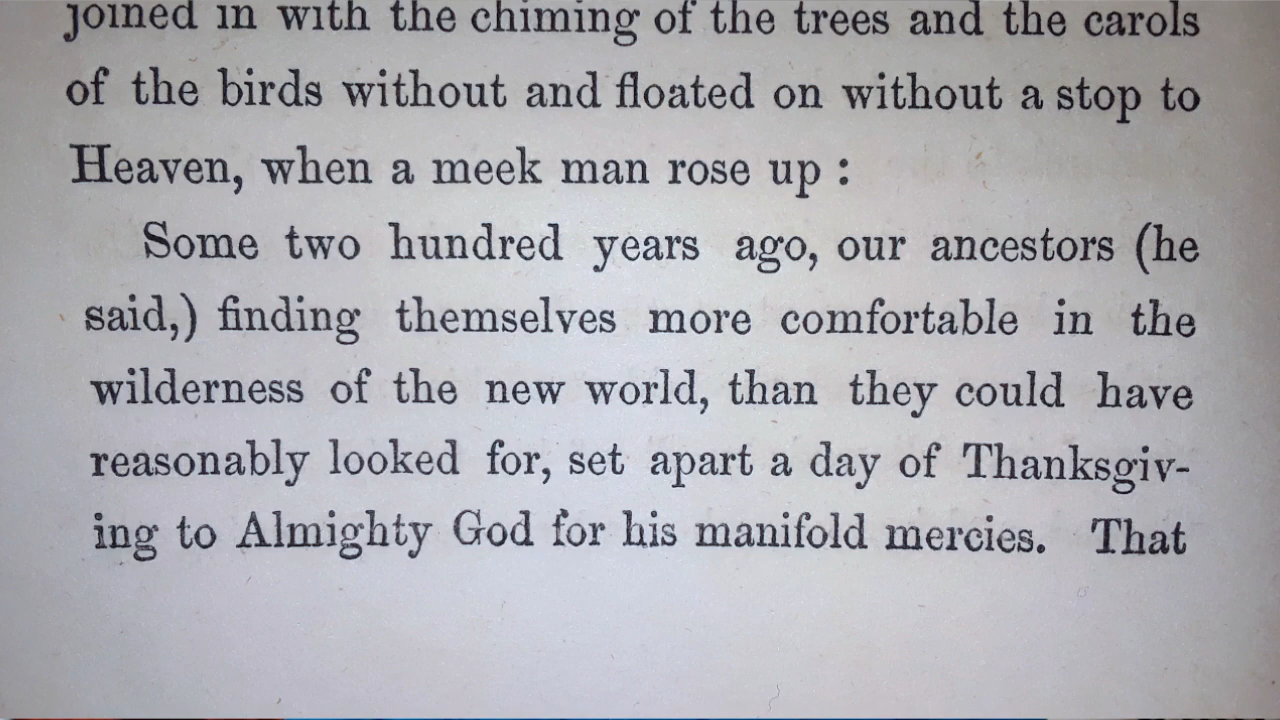 joined in with the chiming of the trees and the carols
of the birds without and floated on without a stop to
Heaven, when a meek man rose up :
Some two hundred years ago, our ancestors (he
said,) finding themselves more comfortable in the
wilderness of the new world, than they could have
reasonably looked for, set apart a day of Thanksgiv-
ing to Almighty God for his manifold mercies. That